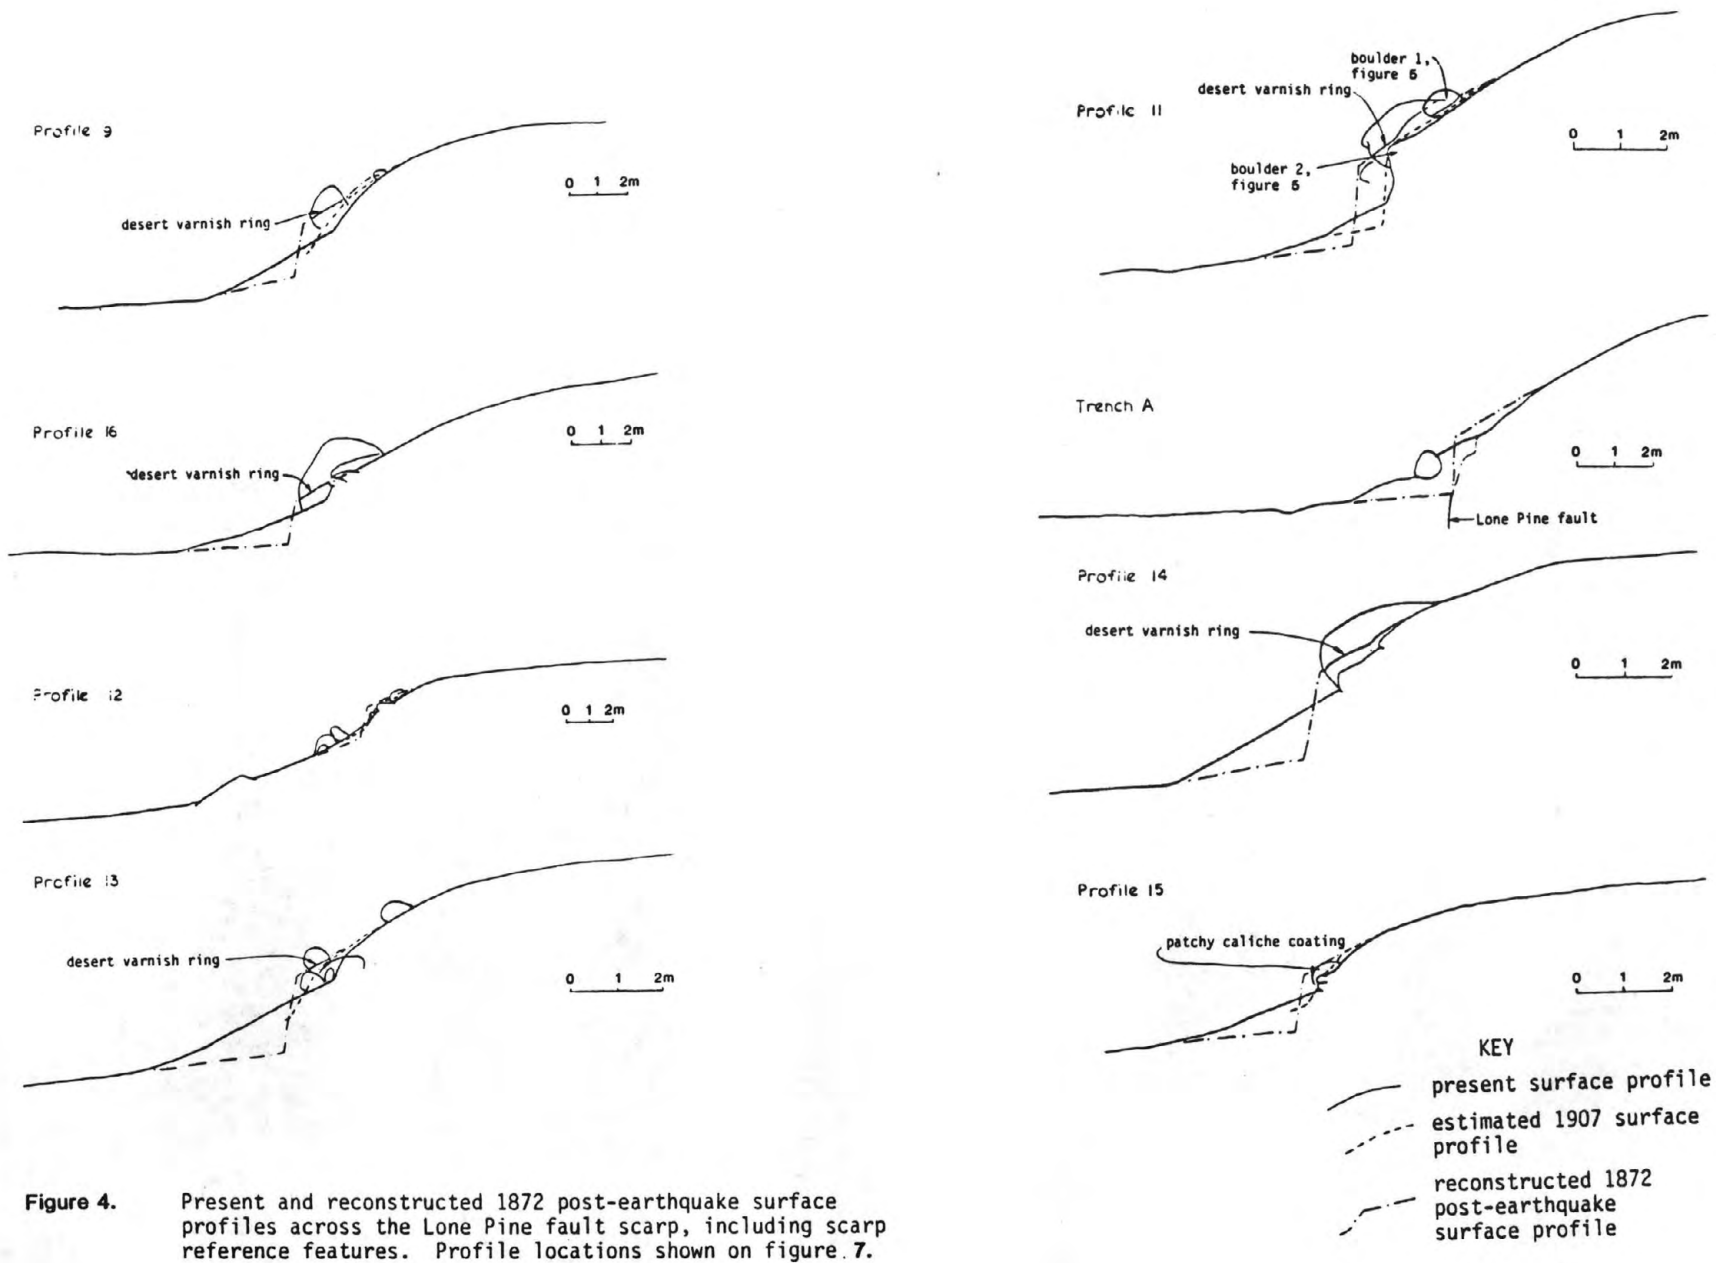 Profile 9
0 1 2m
desert varnish ring
Profile 16
0 1 2m
desert varnish ring
Profile 12
0 1 2m
Profile 13
desert varnish ring
0 1 2m
boulder 1,
figure 6
desert varnish ring
Profile 11
0 1 2m
boulder 2,
figure 6
Trench A
0 1 2m
Lone Pine fault
Profile 14
desert varnish ring
0 1 2m
Profile 15
patchy caliche coating
0 1 2m
KEY
present surface profile
estimated 1907 surface
profile
reconstructed 1872
post-earthquake
surface profile
Figure 4. Present and reconstructed 1872 post-earthquake surface
profiles across the Lone Pine fault scarp, including scarp
reference features. Profile locations shown on figure 7.